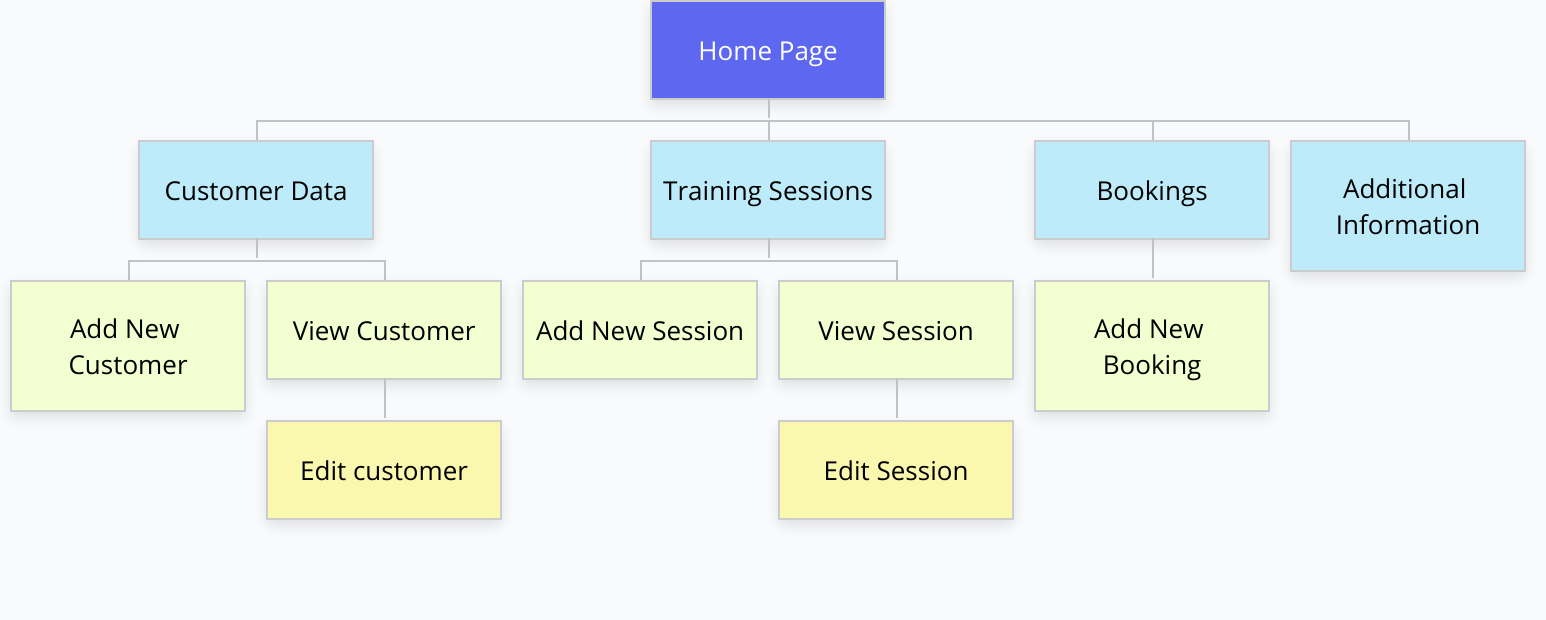 Home Page
Customer Data
Training Sessions
Bookings
Additional
Information
Add New
Customer
View Customer
Add New Session
View Session
Add New
Booking
Edit customer
Edit Session